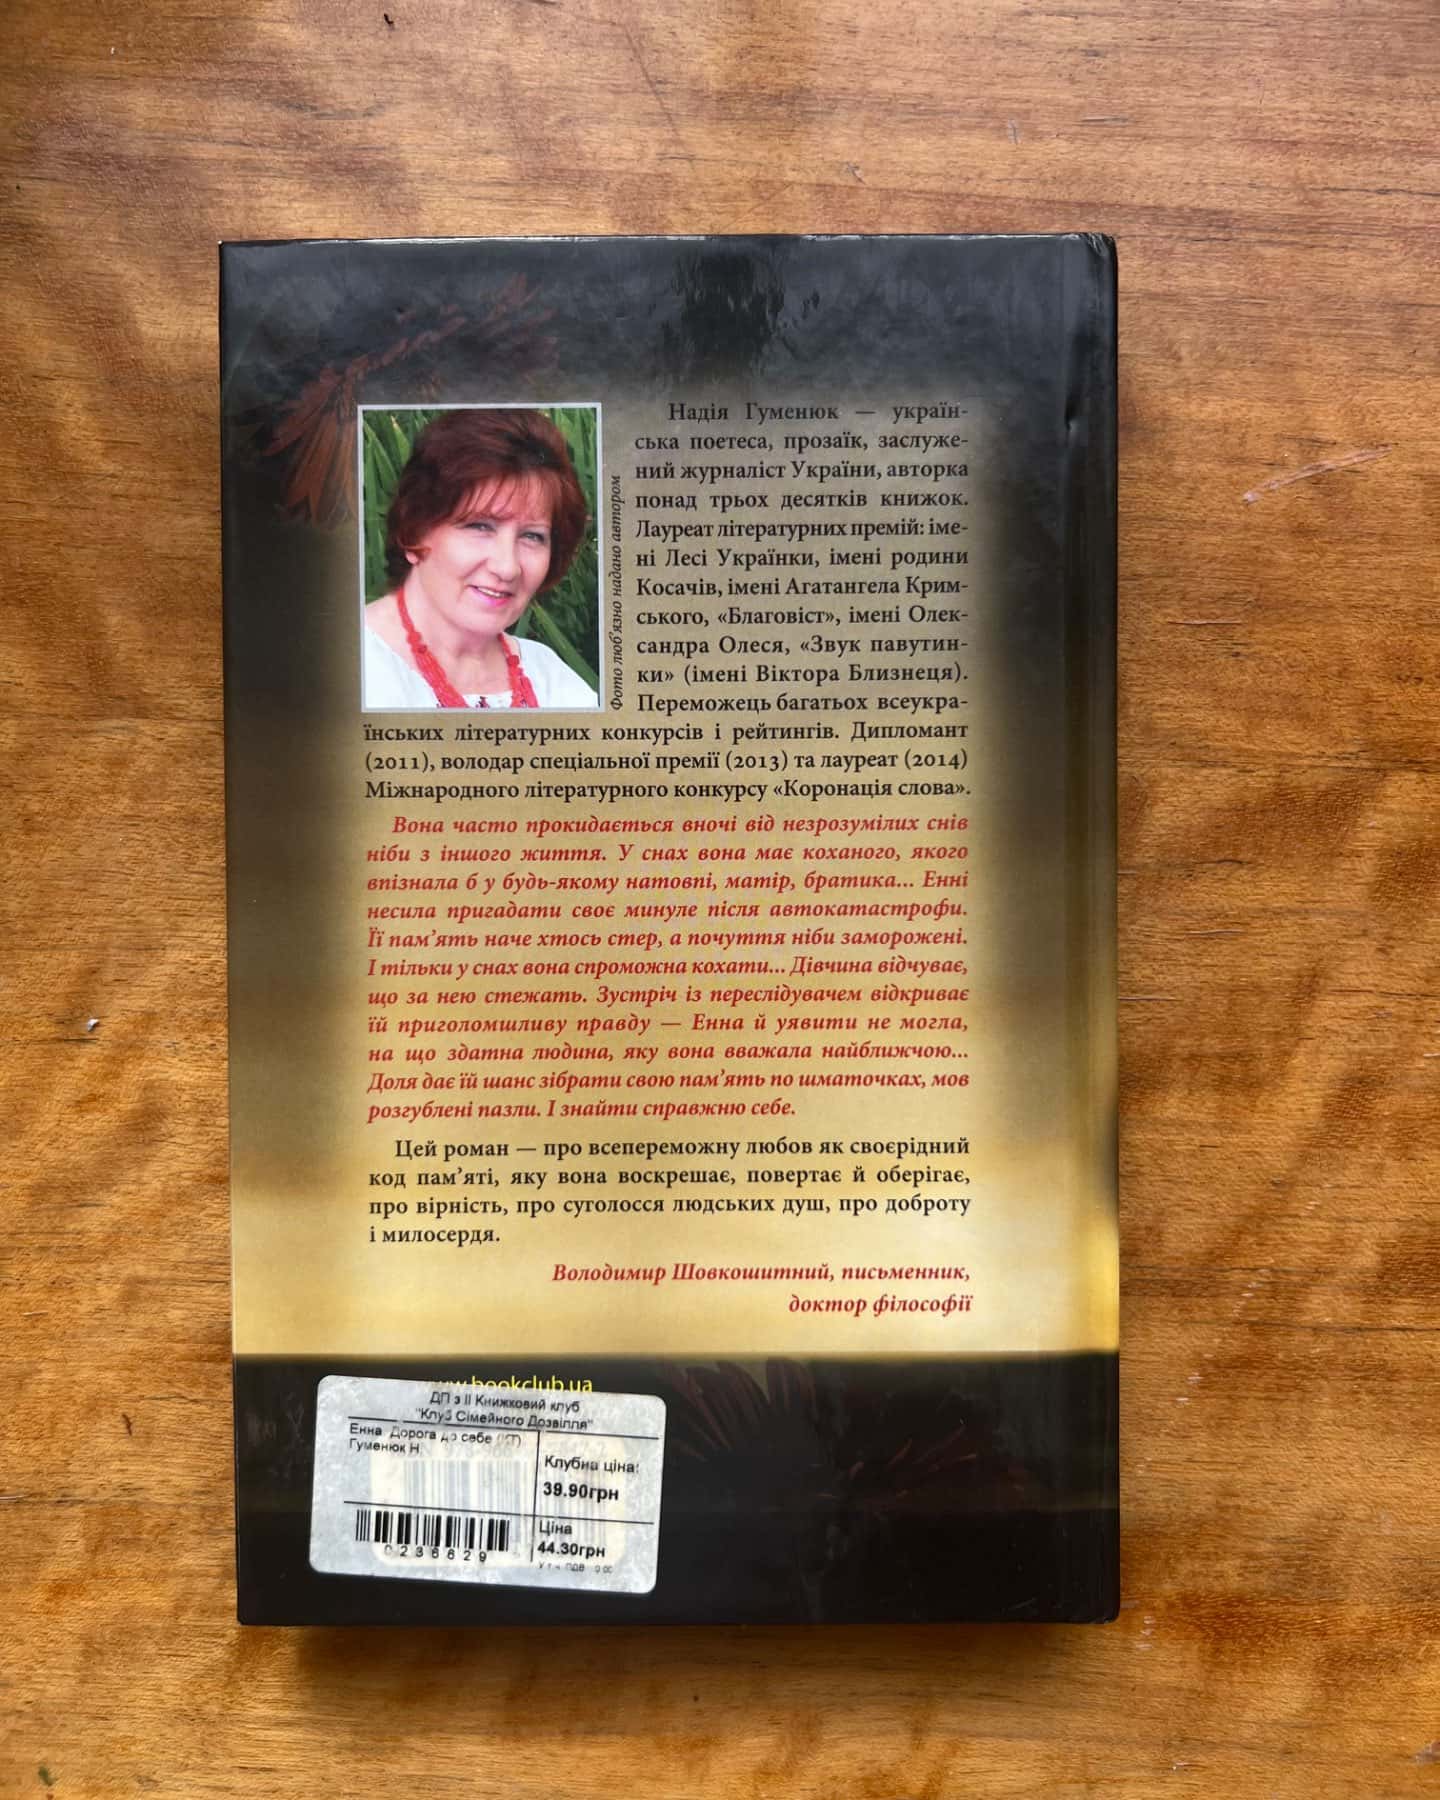 Надія Гуменюк — україн-
ська поетеса, прозаїк, заслуже-
ний журналіст України, авторка
понад трьох десятків книжок.
Лауреат літературних премій: іме-
ні Лесі Українки, імені родини
Косачів, імені Агатангела Крим-
ського, «Благовіст», імені Олек-
сандра Олеся, «Звук павутин-
ки» (імені Віктора Близнеця).
Переможець багатьох всеукра-
їнських літературних конкурсів і рейтингів. Дипломант
(2011), володар спеціальної премії (2013) та лауреат (2014)
Міжнародного літературного конкурсу «Коронація слова».
Фото люб'язно надано автором
Вона часто прокидається вночі від незрозумілих снів
ніби з іншого життя. У снах вона має коханого, якого
впізнала б у будь-якому натовпі, матір, братика... Енні
несила пригадати своє минуле після автокатастрофи.
Її пам'ять наче хтось стер, а почуття ніби заморожені.
І тільки у снах вона спроможна кохати... Дівчина відчуває,
що за нею стежать. Зустріч із переслідувачем відкриває
їй приголомшливу правду — Енна й уявити не могла,
на що здатна людина, яку вона вважала найближчою...
Доля дає їй шанс зібрати свою пам'ять по шматочках, мов
розгублені пазли. І знайти справжню себе.
Цей роман — про всепереможну любов як своєрідний
код пам'яті, яку вона воскрешає, повертає й оберігає,
про вірність, про суголосся людських душ, про доброту
і милосердя.
Володимир Шовкошитний, письменник,
доктор філософії
www.bookclub.ua
ДП з ІІ Книжковий клуб
"Клуб Сімейного Дозвілля"
Енна Дорога до себе
Гуменюк Н.
Клубна ціна:
39.90грн
Ціна
44.30грн
0236629